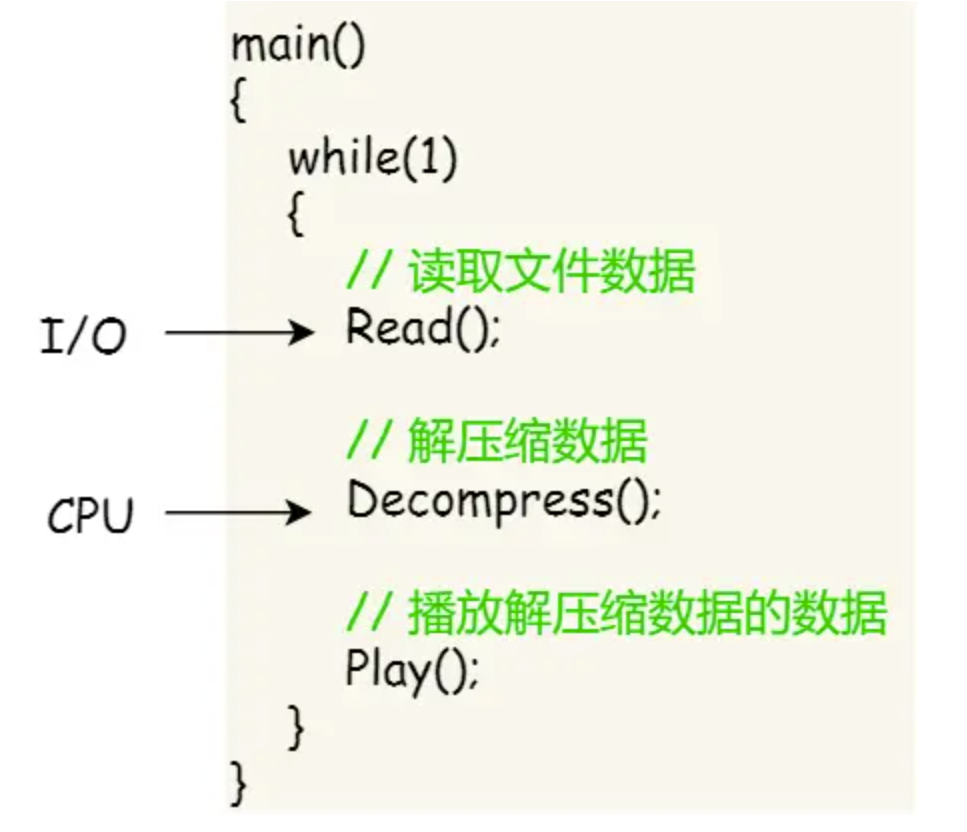 main()
{
while(1)
{
// 读取文件数据
I/O Read();
// 解压缩数据
CPU Decompress();
// 播放解压缩数据的数据
Play();
}
}